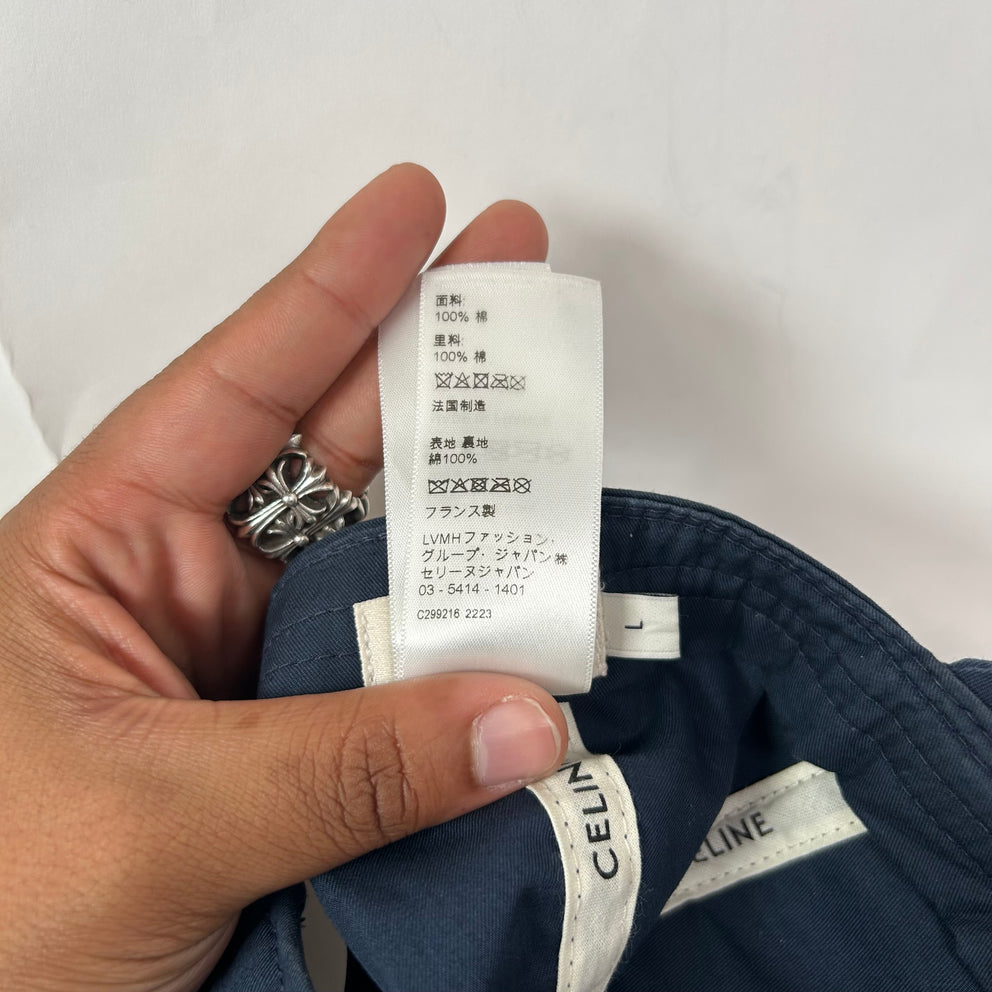 面料:
100% 棉
里料:
100% 棉
法国制造
表地 裏地
綿100%
フランス製
LVMHファッション・
グループ・ジャパン㈱
セリーヌジャパン
03 - 5414 - 1401
C299216 2223
L
CELIN
ELINE